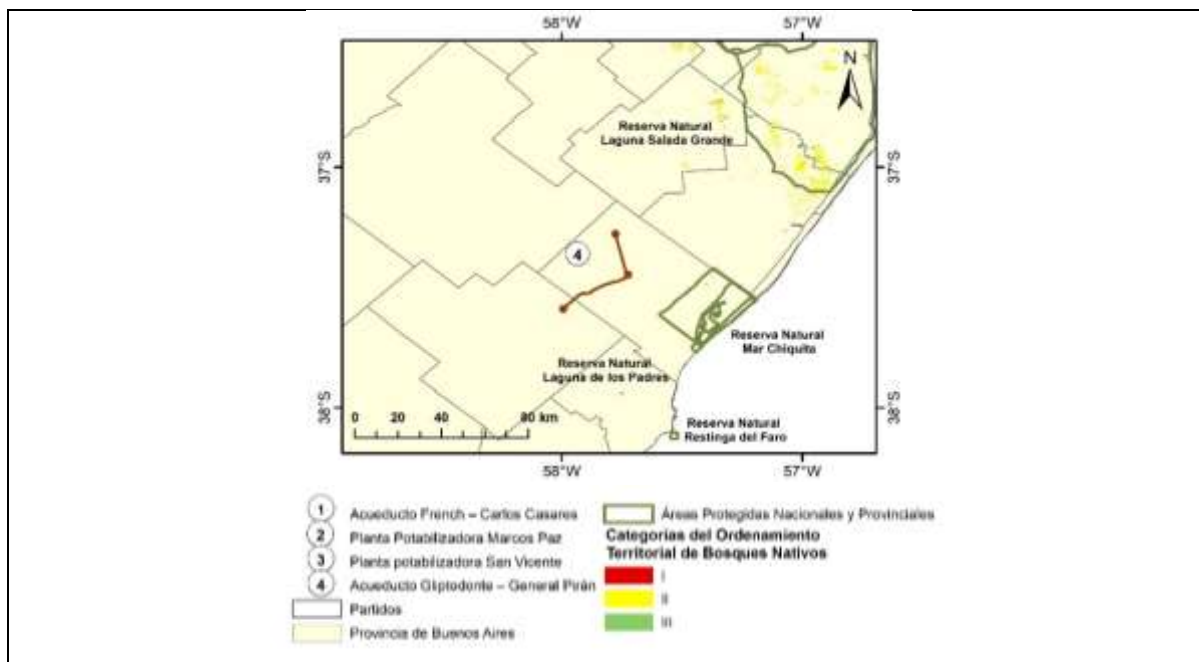 58°W
57°W
N
Reserva Natural
Laguna Salada Grande
37°S
37°S
4
Reserva Natural
Mar Chiquita
Reserva Natural
Laguna de los Padres
38°S
38°S
0 20 40 80 km
Reserva Natural
Restinga del Faro
58°W
57°W
1 Acueducto French – Carlos Casares
2 Planta Potabilizadora Marcos Paz
3 Planta potabilizadora San Vicente
4 Acueducto Gliptodonte – General Pirán
Partidos
Provincia de Buenos Aires
Áreas Protegidas Nacionales y Provinciales
Categorías del Ordenamiento
Territorial de Bosques Nativos
I
II
III